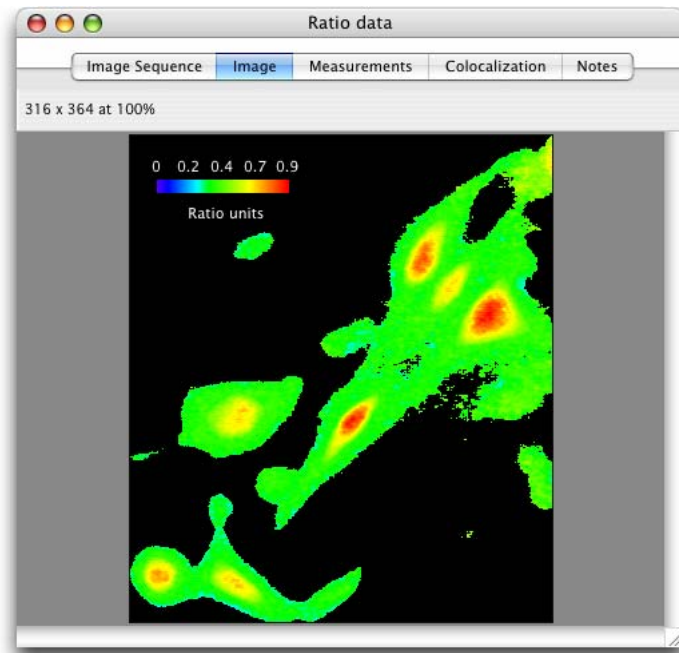 Ratio data
Image Sequence Image Measurements Colocalization Notes
316 x 364 at 100%
0 0.2 0.4 0.7 0.9
Ratio units